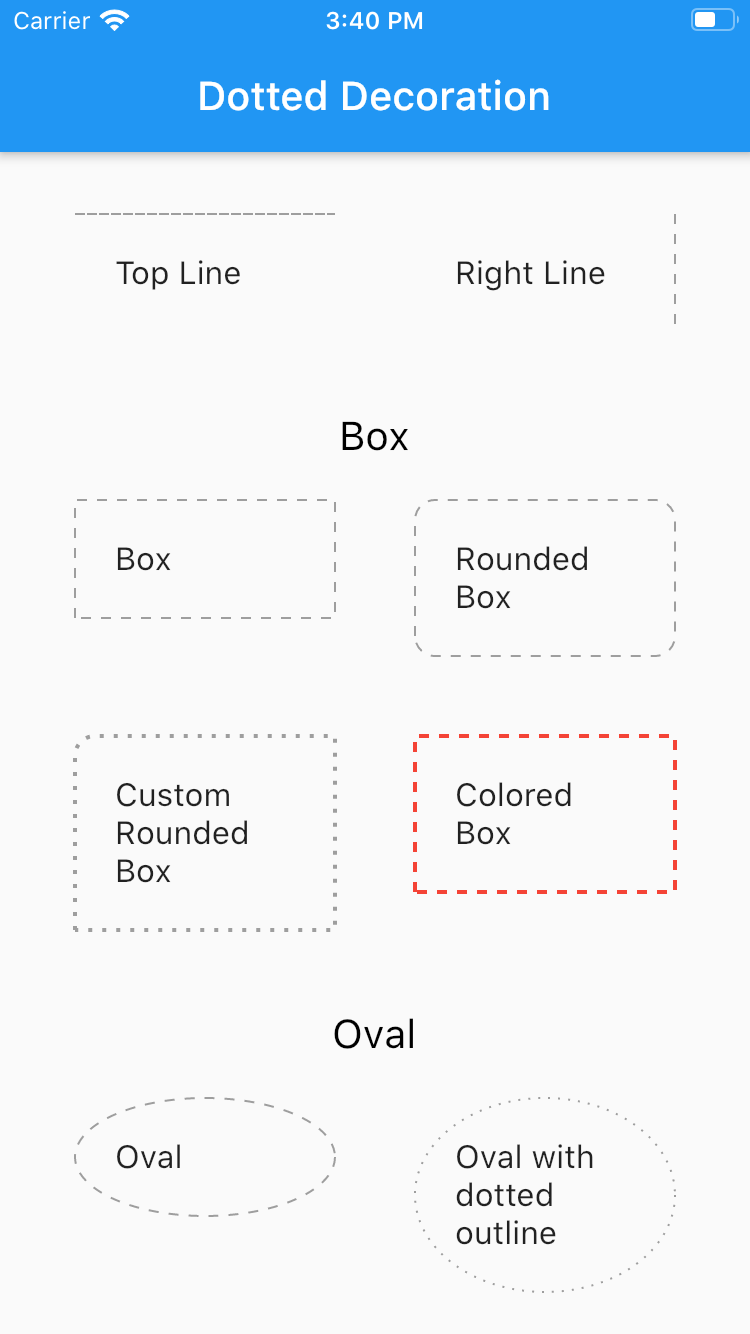 Carrier 3:40 PM
Dotted Decoration
Top Line
Right Line
Box
Box
Rounded
Box
Custom
Rounded
Box
Colored
Box
Oval
Oval
Oval with
dotted
outline